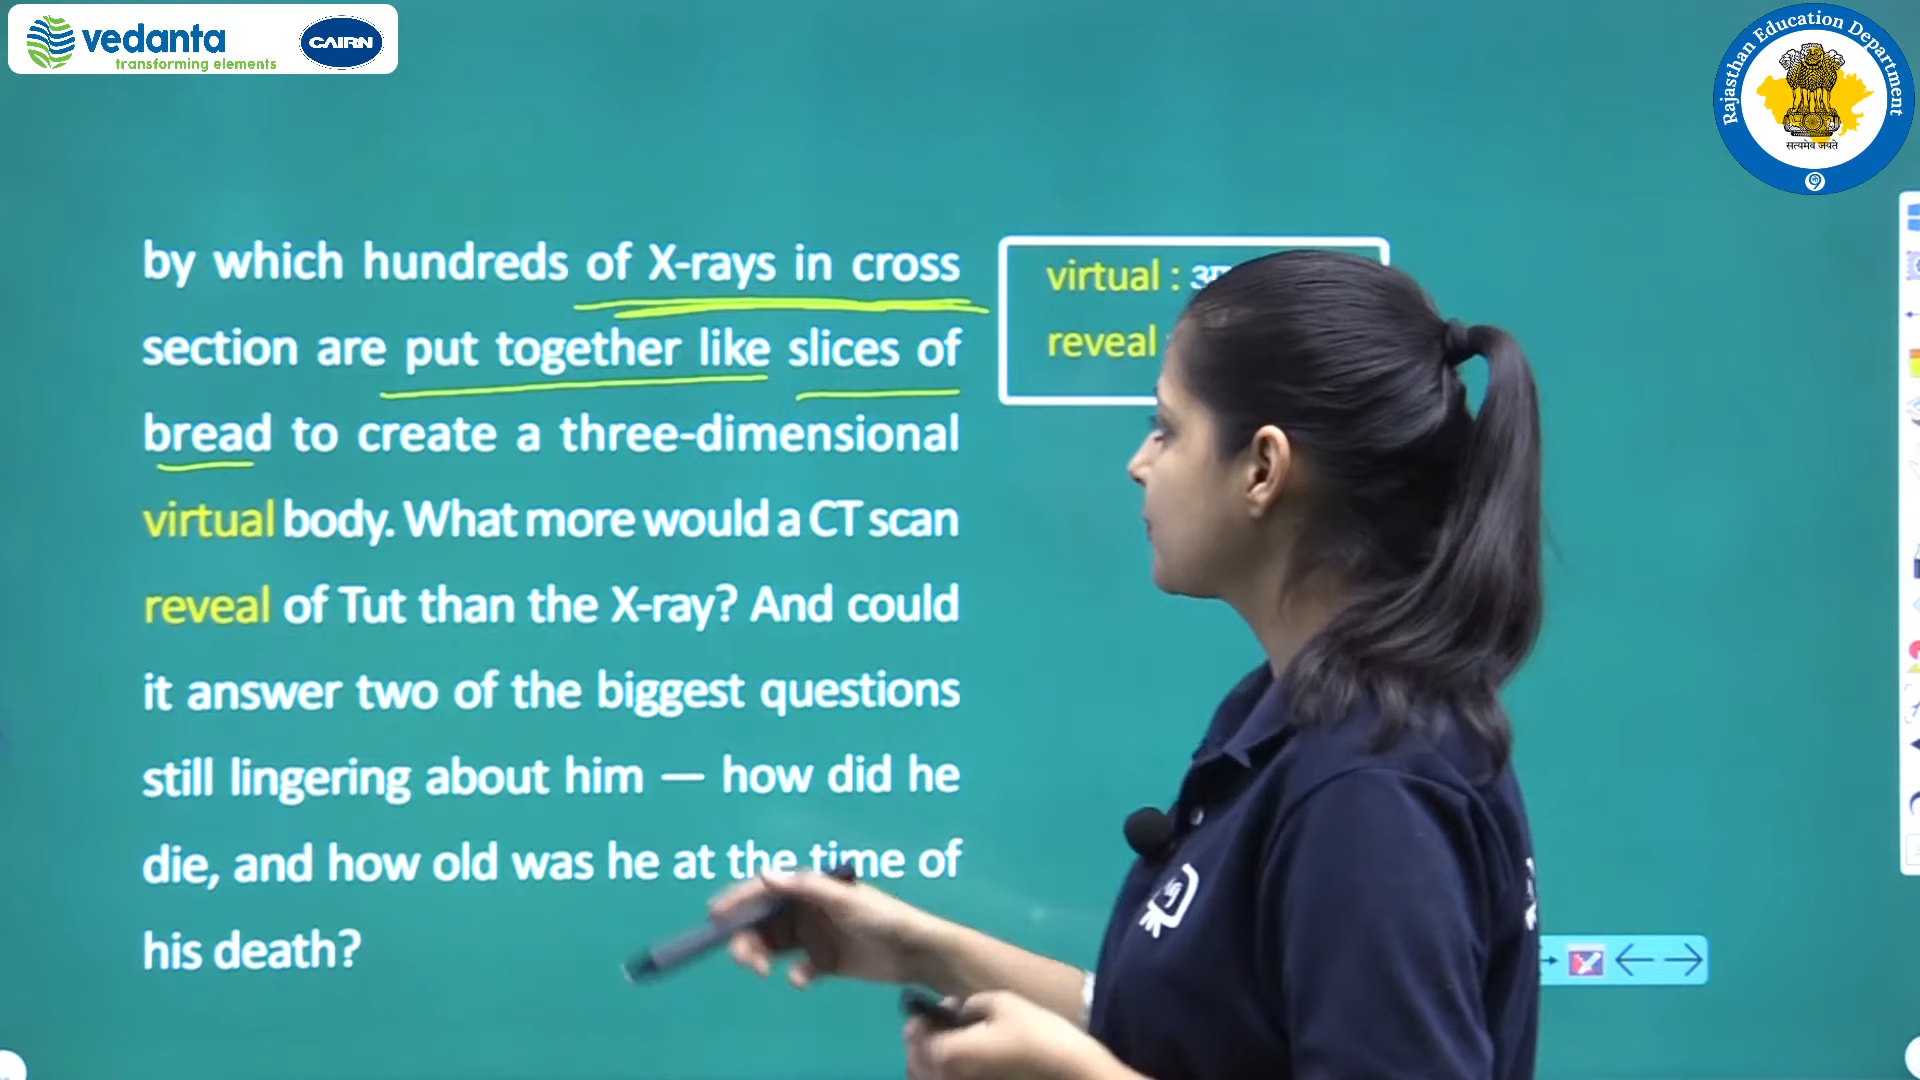 vedanta
transforming elements
CAIRN
Rajasthan Education Department
सत्यमेव जयते
by which hundreds of X-rays in cross
section are put together like slices of
bread to create a three-dimensional
virtual body. What more would a CT scan
reveal of Tut than the X-ray? And could
it answer two of the biggest questions
still lingering about him — how did he
die, and how old was he at the time of
his death?
virtual :
reveal